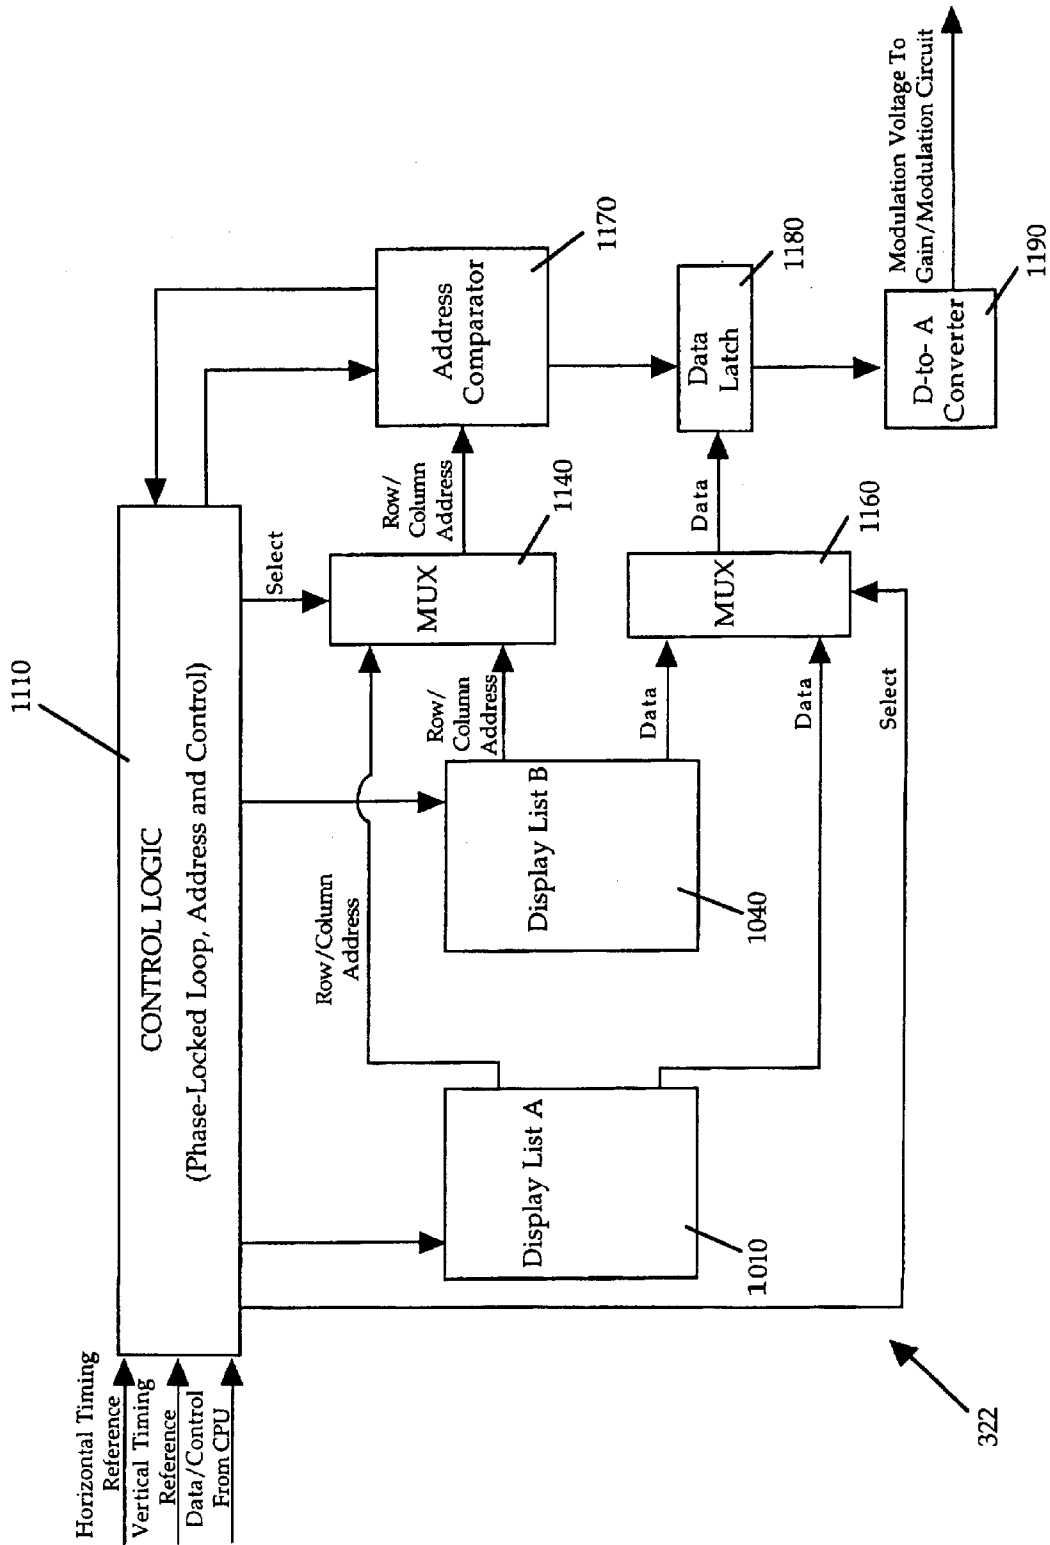 Horizontal Timing
Reference
Vertical Timing
Reference
Data/Control
From CPU
1110
CONTROL LOGIC
(Phase-Locked Loop, Address and Control)
Select
Row/Column
Address
Row/
Column
Address
MUX
1140
Row/
Column
Address
Address
Comparator
1170
Display List A
1010
Display List B
1040
Data
Data
MUX
1160
Select
Data
Data
Latch
1180
D-to- A
Converter
1190
Modulation Voltage To
Gain/Modulation Circuit
322